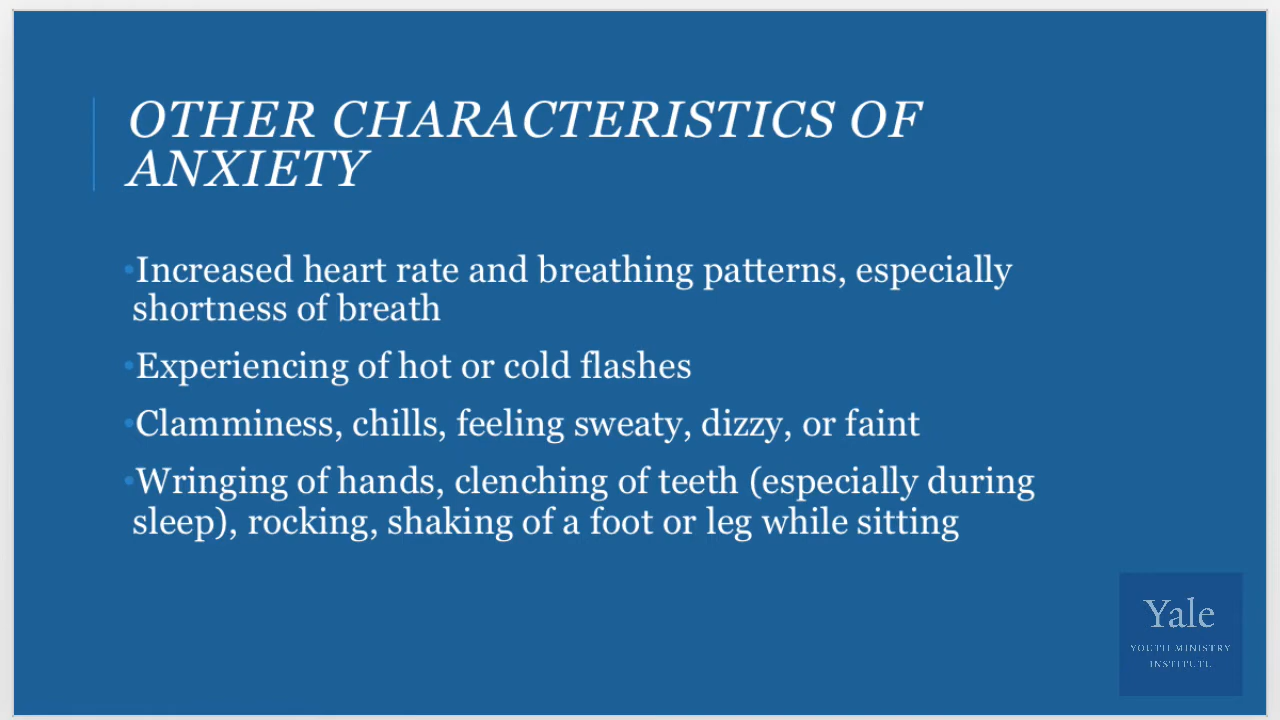 OTHER CHARACTERISTICS OF
ANXIETY
•Increased heart rate and breathing patterns, especially
shortness of breath
•Experiencing of hot or cold flashes
•Clamminess, chills, feeling sweaty, dizzy, or faint
•Wringing of hands, clenching of teeth (especially during
sleep), rocking, shaking of a foot or leg while sitting
Yale
YOUTH MINISTRY
INSTITUTE